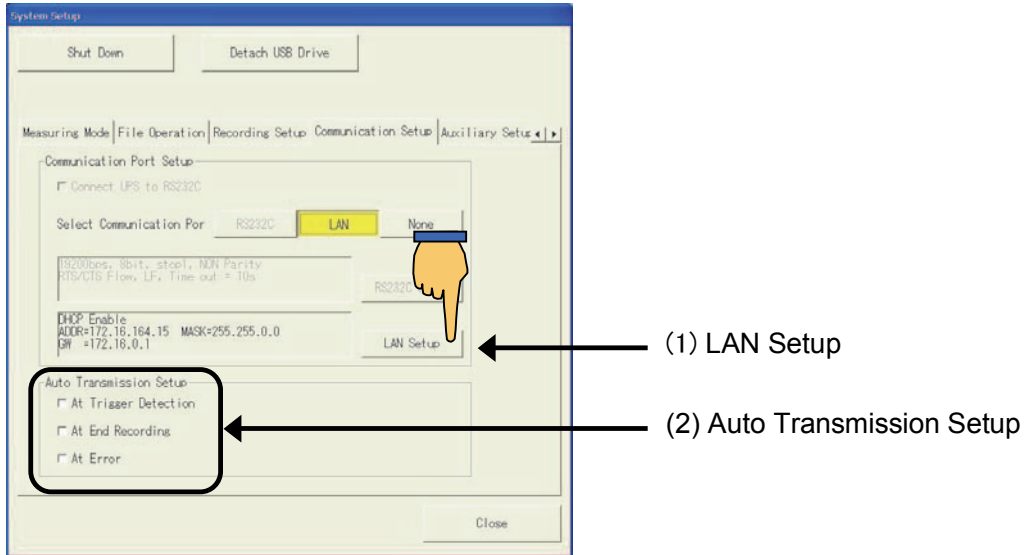 System Setup
Shut Down Detach USB Drive
Measuring Mode File Operation Recording Setup Communication Setup Auxiliary Setup
Communication Port Setup
Connect UPS to RS232C
Select Communication Por RS232C LAN None
19200bps, 8bit, stop1, NON Parity
RTS/CTS Flow, LF, Time out = 10s
RS232C
DHCP Enable
ADDR=172.16.164.15 MASK=255.255.0.0
GW =172.16.0.1
LAN Setup
(1) LAN Setup
Auto Transmission Setup
At Trigger Detection
At End Recording
(2) Auto Transmission Setup
At Error
Close